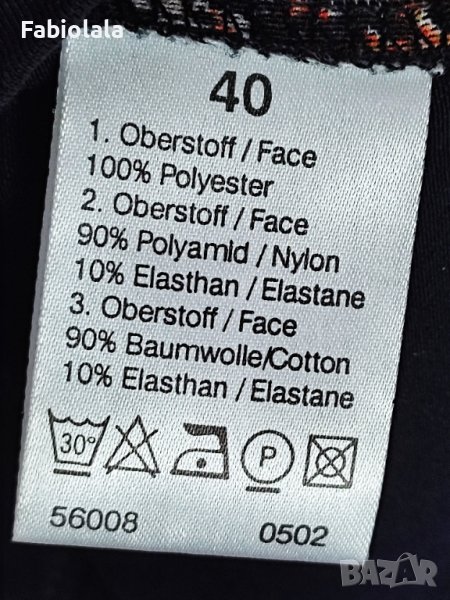 Fabiolala
40
1. Oberstoff / Face
100% Polyester
2. Oberstoff / Face
90% Polyamid / Nylon
10% Elasthan / Elastane
3. Oberstoff / Face
90% Baumwolle/Cotton
10% Elasthan / Elastane
30° P
56008 0502
BAZAR